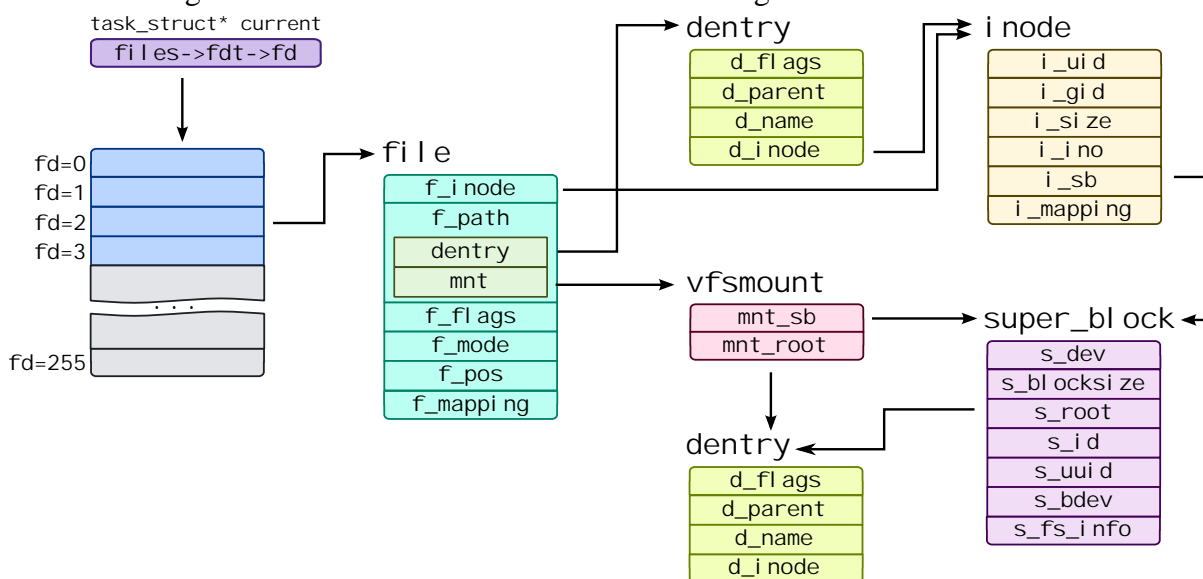 task_struct* current
files->fdt->fd
fd=0
fd=1
fd=2
fd=3
. . .
fd=255
file
f_inode
f_path
dentry
mnt
f_flags
f_mode
f_pos
f_mapping
dentry
d_flags
d_parent
d_name
d_inode
inode
i_uid
i_gid
i_size
i_ino
i_sb
i_mapping
vfsmount
mnt_sb
mnt_root
super_block
s_dev
s_blocksize
s_root
s_id
s_uuid
s_bdev
s_fs_info
dentry
d_flags
d_parent
d_name
d_inode